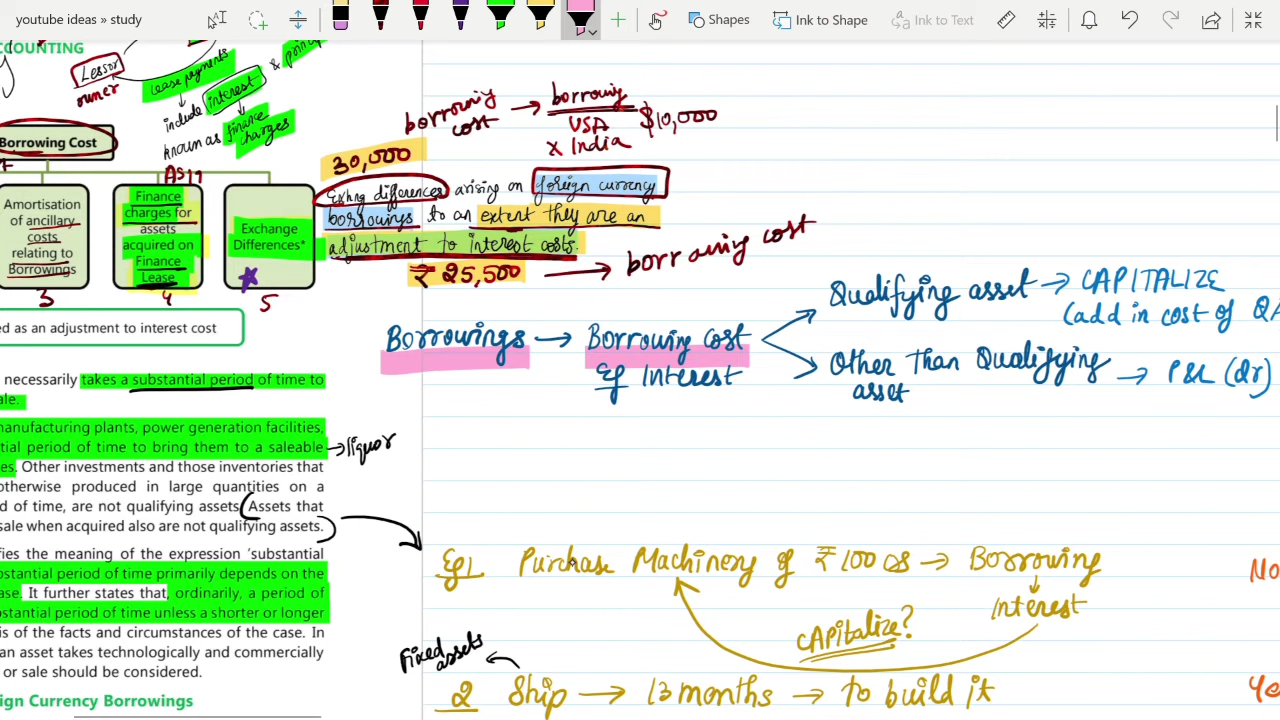 youtube ideas » study
Shapes
Ink to Shape
Ink to Text
COUNTING
Lessor
owner
lease payments
include interest &
known as finance
charges
borrowing cost → borrowing
USA $10,000
x India
Borrowing Cost
AS 17
30,000
Amortisation
of ancillary
costs
relating to
Borrowings
3
Finance
charges for
assets
acquired on
Finance
Lease
4
Exchange
Differences*
5
Exhng differences arising on foreign currency
borrowings to an extent they are an
adjustment to interest costs.
₹ 25,500 → borrowing cost
ed as an adjustment to interest cost
Borrowings → Borrowing cost
Eg Interest
Qualifying asset → CAPITALIZE
(add in cost of QA
Other than Qualifying
asset → P&L (dr)
necessarily takes a substantial period of time to
ale.
manufacturing plants, power generation facilities,
tial period of time to bring them to a saleable → liquor
es. Other investments and those inventories that
otherwise produced in large quantities on a
d of time, are not qualifying assets. Assets that
sale when acquired also are not qualifying assets.
fies the meaning of the expression 'substantial
bstantial period of time primarily depends on the
ase. It further states that, ordinarily, a period of
bstantial period of time unless a shorter or longer
is of the facts and circumstances of the case. In
an asset takes technologically and commercially
or sale should be considered.
Eg1 Purchase Machinery of ₹100 cs → Borrowing
No
Interest
CAPitalize?
Fixed assets
2 Ship → 13 months → to build it
Ye
ign Currency Borrowings